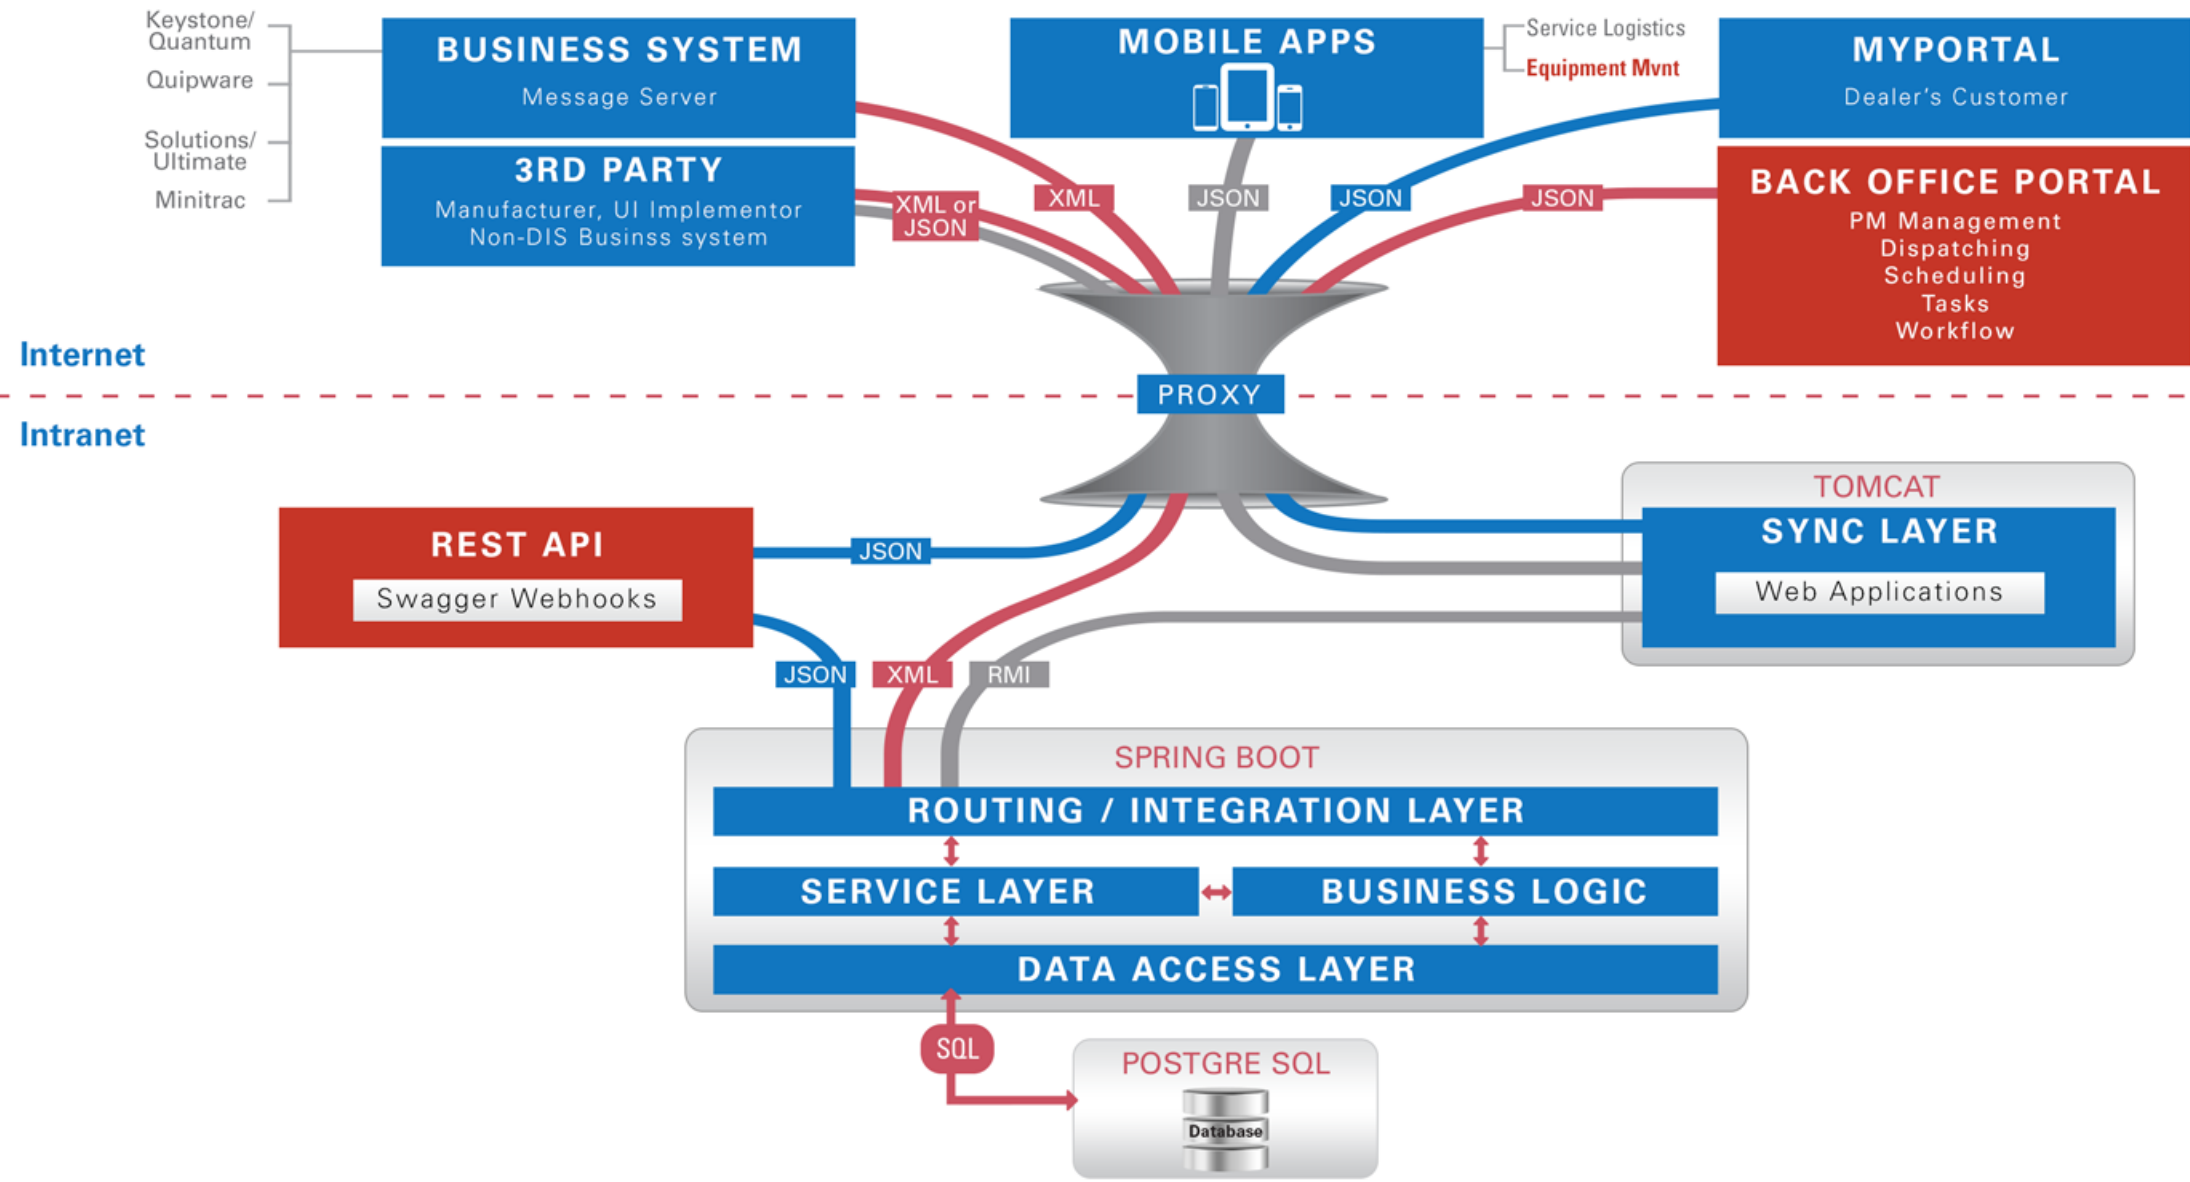 Keystone/
Quantum
Quipware
Solutions/
Ultimate
Minitrac
BUSINESS SYSTEM
Message Server
3RD PARTY
Manufacturer, UI Implementor
Non-DIS Businss system
MOBILE APPS
Service Logistics
Equipment Mvnt
MYPORTAL
Dealer's Customer
BACK OFFICE PORTAL
PM Management
Dispatching
Scheduling
Tasks
Workflow
XML or
JSON
XML
JSON
JSON
JSON
Internet
PROXY
Intranet
REST API
Swagger Webhooks
JSON
TOMCAT
SYNC LAYER
Web Applications
JSON
XML
RMI
SPRING BOOT
ROUTING / INTEGRATION LAYER
SERVICE LAYER
BUSINESS LOGIC
DATA ACCESS LAYER
SQL
POSTGRE SQL
Database